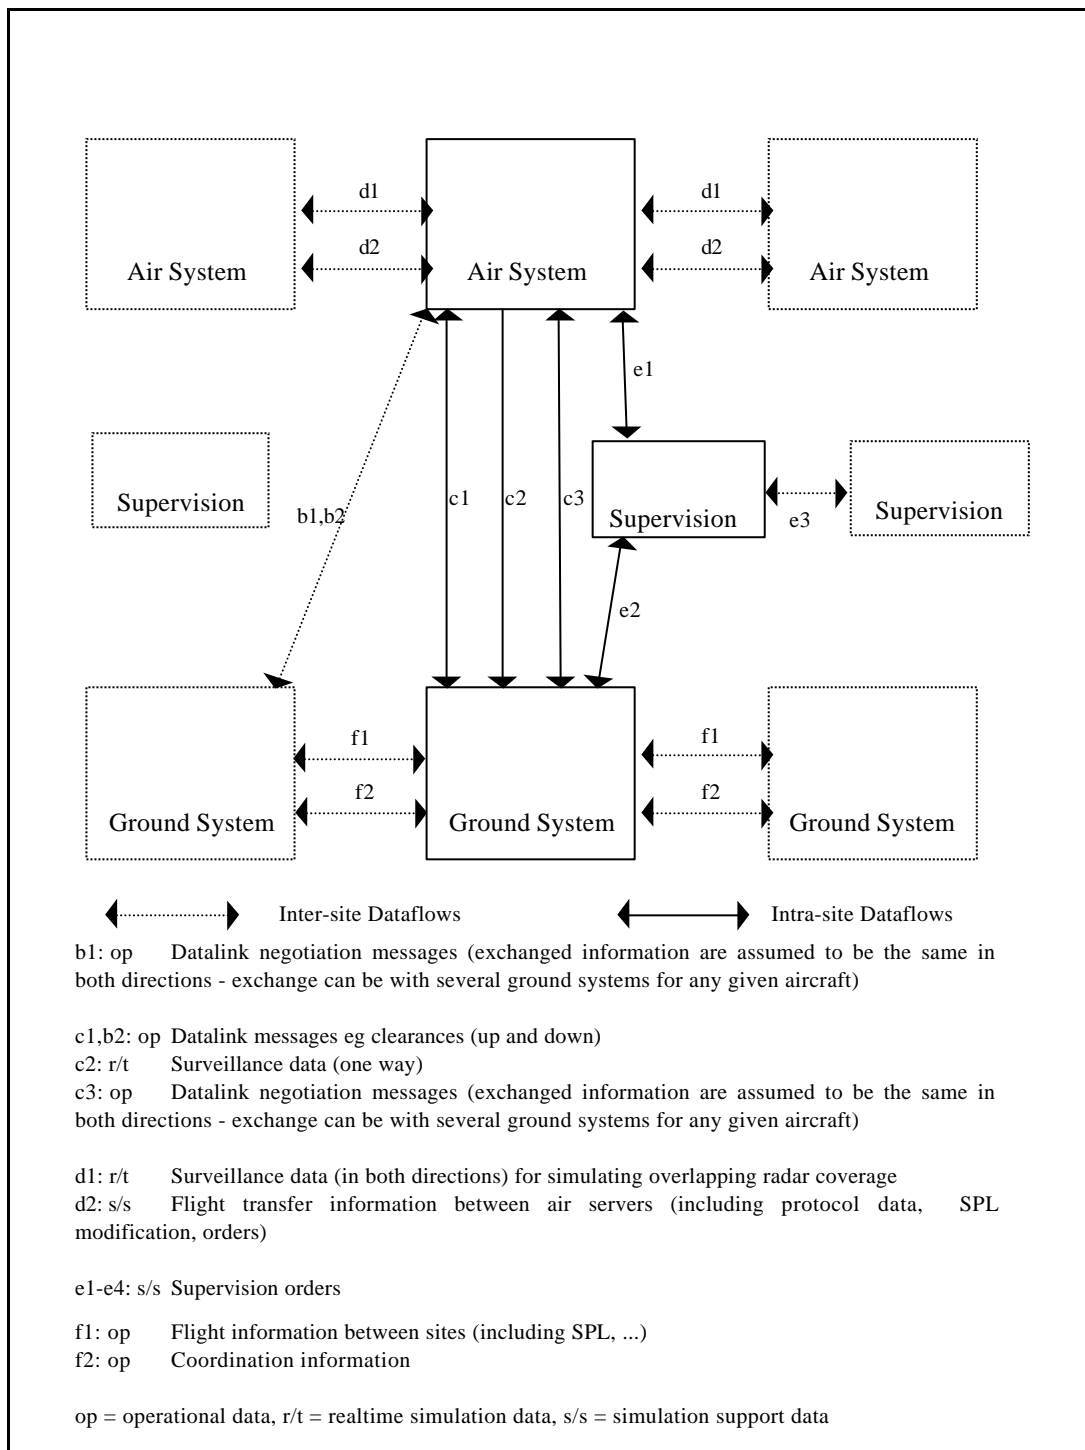 d1
d1
d2
d2
Air System
Air System
Air System
e1
Supervision
b1,b2
c1
c2
c3
Supervision
e3
Supervision
e2
f1
f1
f2
f2
Ground System
Ground System
Ground System
Inter-site Dataflows
Intra-site Dataflows
b1: op Datalink negotiation messages (exchanged information are assumed to be the same in
both directions - exchange can be with several ground systems for any given aircraft)
c1,b2: op Datalink messages eg clearances (up and down)
c2: r/t Surveillance data (one way)
c3: op Datalink negotiation messages (exchanged information are assumed to be the same in
both directions - exchange can be with several ground systems for any given aircraft)
d1: r/t Surveillance data (in both directions) for simulating overlapping radar coverage
d2: s/s Flight transfer information between air servers (including protocol data, SPL
modification, orders)
e1-e4: s/s Supervision orders
f1: op Flight information between sites (including SPL, ...)
f2: op Coordination information
op = operational data, r/t = realtime simulation data, s/s = simulation support data